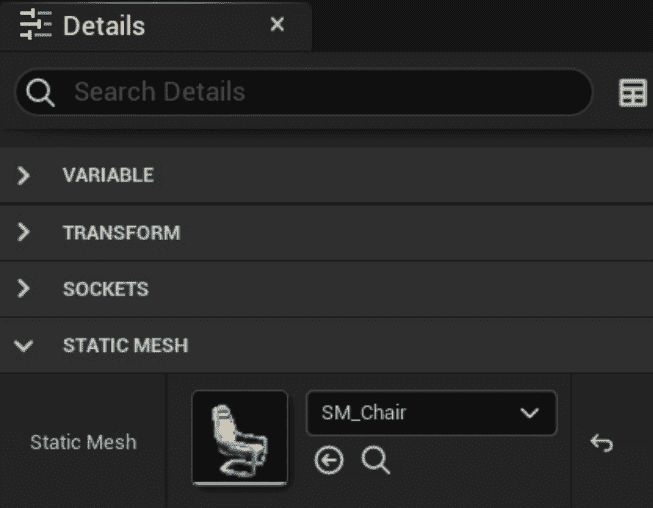 Details
Search Details
VARIABLE
TRANSFORM
SOCKETS
STATIC MESH
Static Mesh
SM_Chair